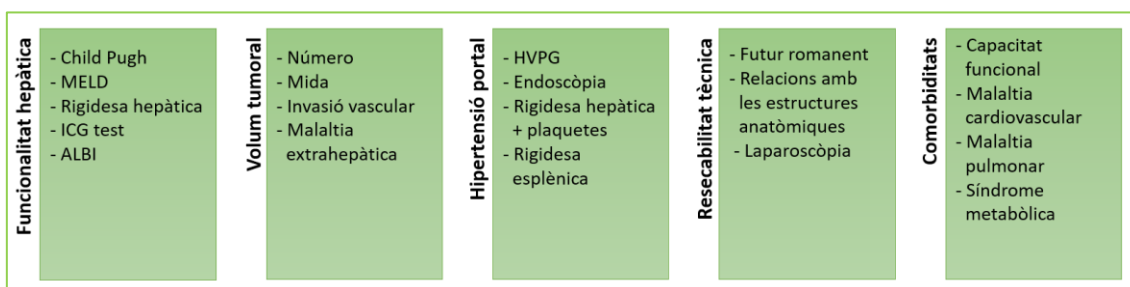 Funcionalitat hepàtica
- Child Pugh
- MELD
- Rigidesa hepàtica
- ICG test
- ALBI
Volum tumoral
- Número
- Mida
- Invasió vascular
- Malaltia
extrahepàtica
Hipertensió portal
- HVPG
- Endoscòpia
- Rigidesa hepàtica
+ plaquetes
- Rigidesa
esplènica
Resecabilitat tècnica
- Futur romanent
- Relacions amb
les estructures
anatòmiques
- Laparoscòpia
Comorbiditats
- Capacitat
funcional
- Malaltia
cardiovascular
- Malaltia
pulmonar
- Síndrome
metabòlica